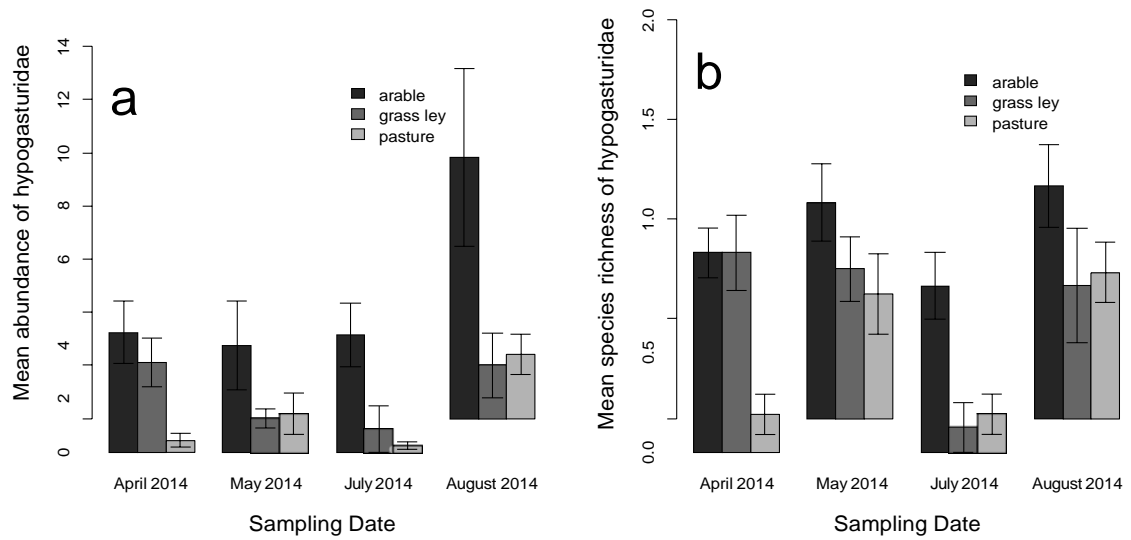 a
arable
grass ley
pasture
Mean abundance of hypogasturidae
14
12
10
8
6
4
2
0
April 2014 May 2014 July 2014 August 2014
Sampling Date
b
arable
grass ley
pasture
Mean species richness of hypogasturidae
2.0
1.5
1.0
0.5
0.0
April 2014 May 2014 July 2014 August 2014
Sampling Date